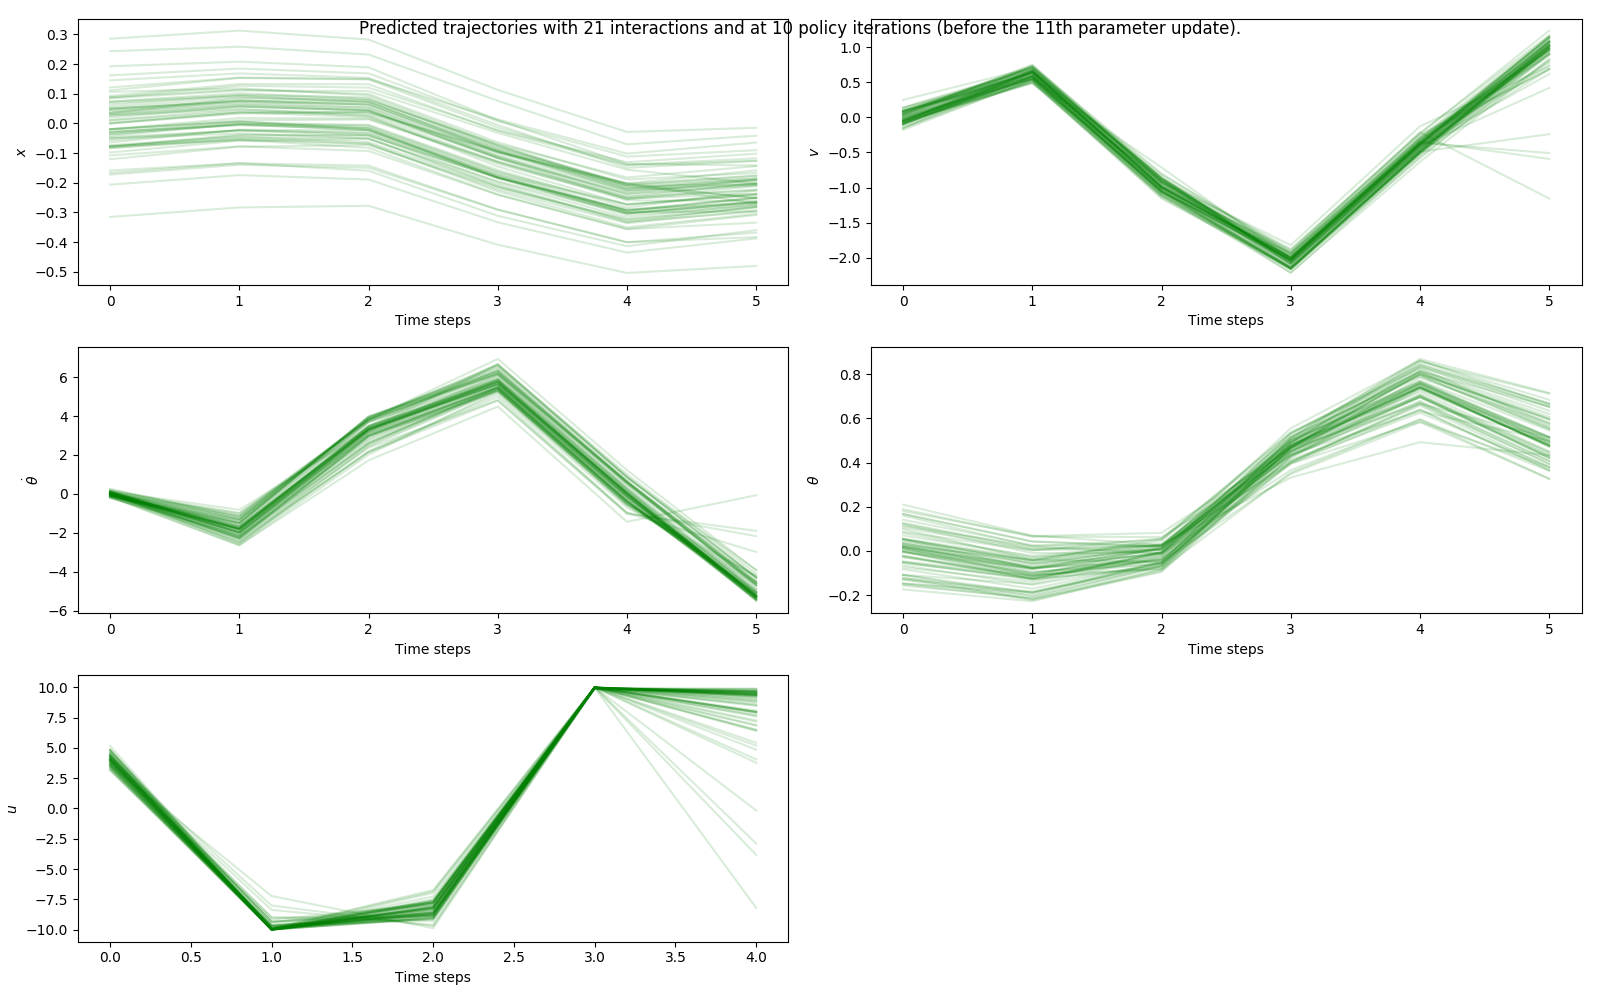 Predicted trajectories with 21 interactions and at 10 policy iterations (before the 11th parameter update).
0.3
0.2
0.1
0.0
−0.1
−0.2
−0.3
−0.4
−0.5
x
0 1 2 3 4 5
Time steps
1.0
0.5
0.0
−0.5
−1.0
−1.5
−2.0
v
0 1 2 3 4 5
Time steps
6
4
2
0
−2
−4
−6
θ̇
0 1 2 3 4 5
Time steps
0.8
0.6
0.4
0.2
0.0
−0.2
θ
0 1 2 3 4 5
Time steps
10.0
7.5
5.0
2.5
0.0
−2.5
−5.0
−7.5
−10.0
u
0.0 0.5 1.0 1.5 2.0 2.5 3.0 3.5 4.0
Time steps